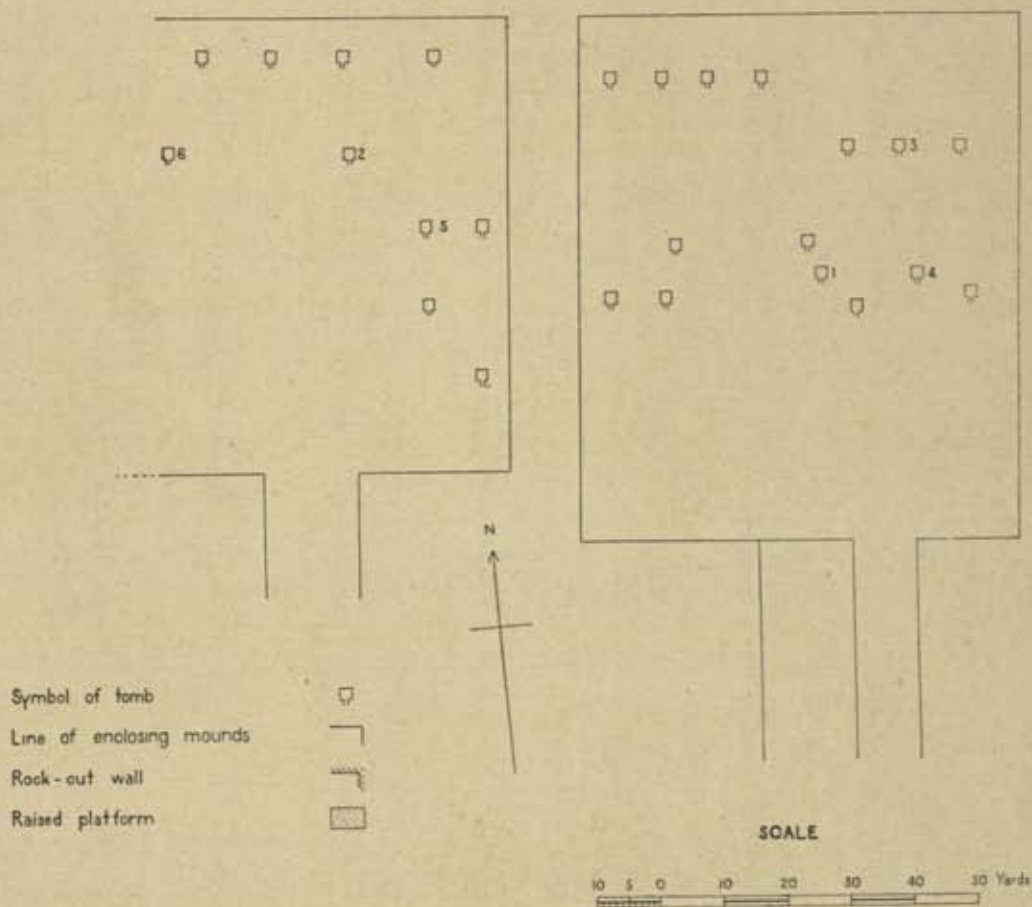 6
2
5
3
1
4
N
Symbol of tomb
Line of enclosing mounds
Rock-cut wall
Raised platform
SCALE
10 5 0 10 20 30 40 50 Yards